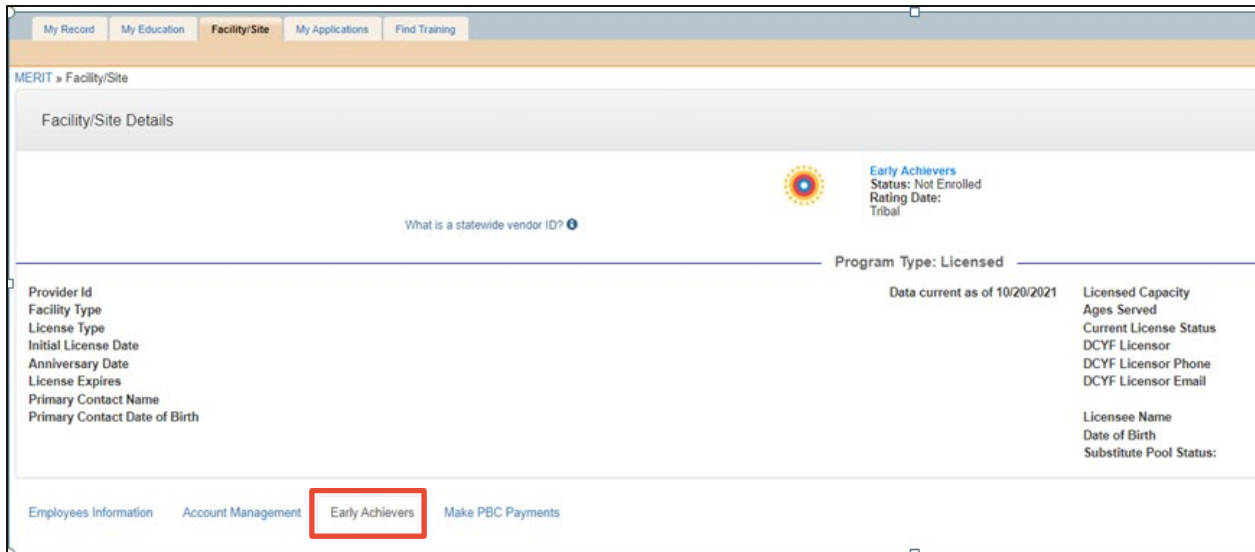 My Record My Education Facility/Site My Applications Find Training
MERIT » Facility/Site
Facility/Site Details
Early Achievers
Status: Not Enrolled
Rating Date:
Tribal
What is a statewide vendor ID?
Program Type: Licensed
Provider Id
Facility Type
License Type
Initial License Date
Anniversary Date
License Expires
Primary Contact Name
Primary Contact Date of Birth
Data current as of 10/20/2021
Licensed Capacity
Ages Served
Current License Status
DCYF Licensor
DCYF Licensor Phone
DCYF Licensor Email
Licensee Name
Date of Birth
Substitute Pool Status:
Employees Information Account Management Early Achievers Make PBC Payments